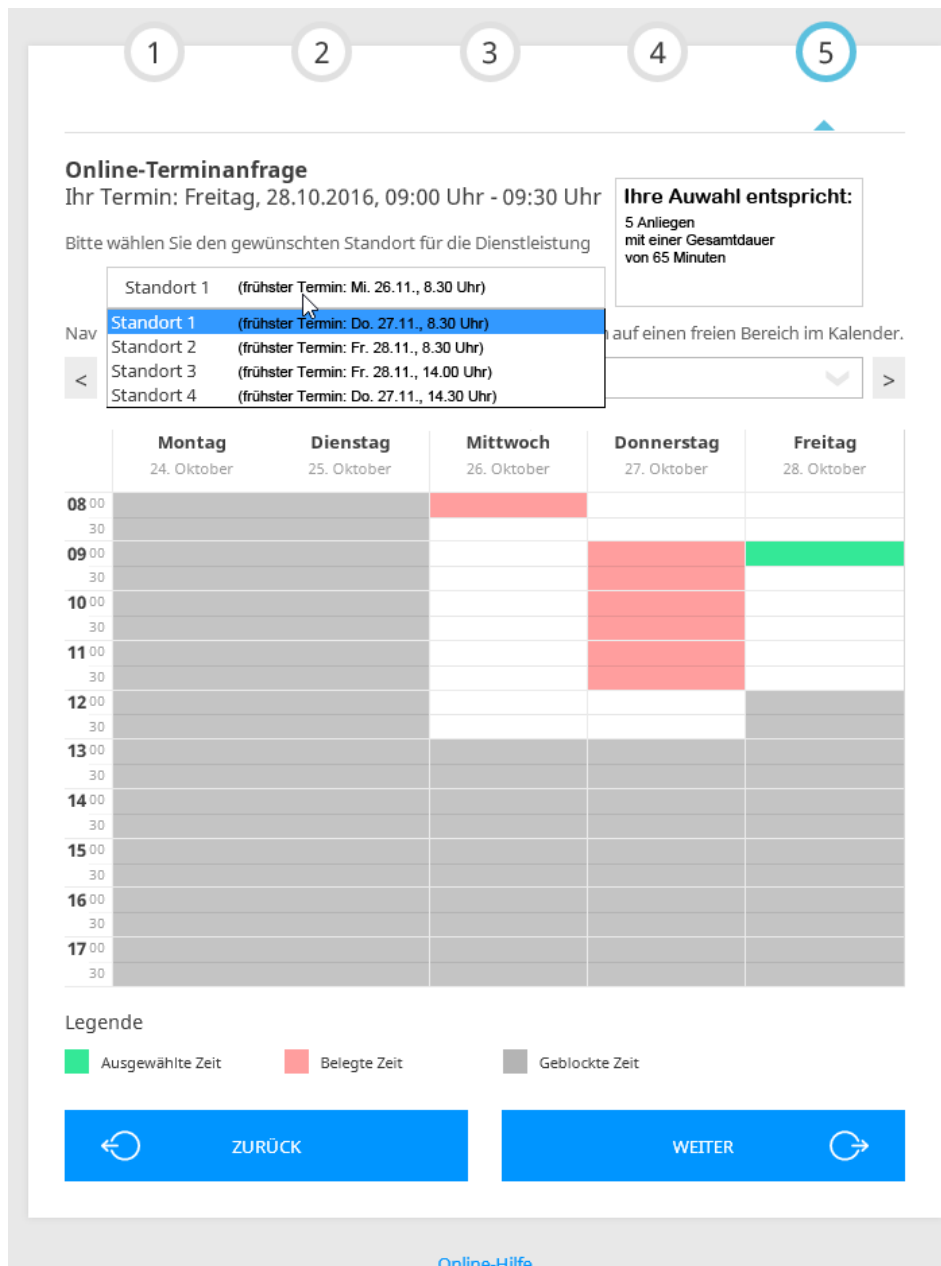 1 2 3 4 5
Online-Terminanfrage
Ihr Termin: Freitag, 28.10.2016, 09:00 Uhr - 09:30 Uhr
Ihre Auwahl entspricht:
5 Anliegen
mit einer Gesamtdauer
von 65 Minuten
Bitte wählen Sie den gewünschten Standort für die Dienstleistung
Standort 1 (frühster Termin: Mi. 26.11., 8.30 Uhr)
Standort 1 (frühster Termin: Do. 27.11., 8.30 Uhr)
Standort 2 (frühster Termin: Fr. 28.11., 8.30 Uhr)
Standort 3 (frühster Termin: Fr. 28.11., 14.00 Uhr)
Standort 4 (frühster Termin: Do. 27.11., 14.30 Uhr)
Nav auf einen freien Bereich im Kalender.
< >
Montag Dienstag Mittwoch Donnerstag Freitag
24. Oktober 25. Oktober 26. Oktober 27. Oktober 28. Oktober
08 00
30
09 00
30
10 00
30
11 00
30
12 00
30
13 00
30
14 00
30
15 00
30
16 00
30
17 00
30
Legende
Ausgewählte Zeit Belegte Zeit Geblockte Zeit
ZURÜCK WEITER
Online-Hilfe